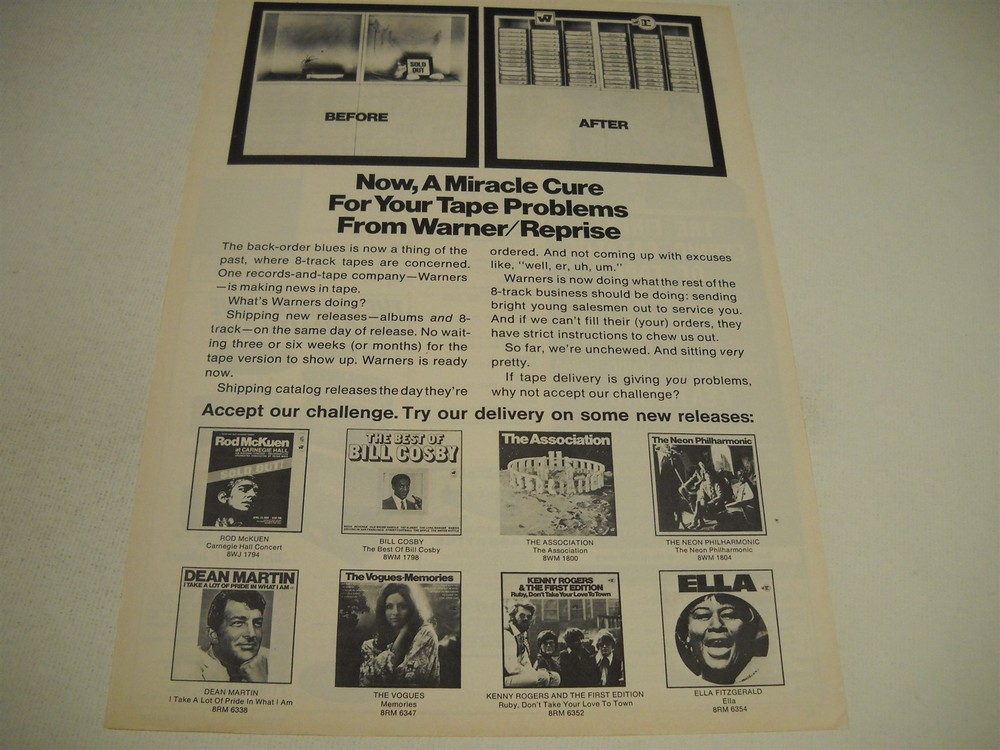 SOLD
OUT
BEFORE
AFTER
Now, A Miracle Cure
For Your Tape Problems
From Warner/Reprise
The back-order blues is now a thing of the
past, where 8-track tapes are concerned.
One records-and-tape company—Warners
—is making news in tape.
What's Warners doing?
Shipping new releases—albums and 8-
track—on the same day of release. No wait-
ing three or six weeks (or months) for the
tape version to show up. Warners is ready
now.
Shipping catalog releases the day they're
ordered. And not coming up with excuses
like, "well, er, uh, um."
Warners is now doing what the rest of the
8-track business should be doing: sending
bright young salesmen out to service you.
And if we can't fill their (your) orders, they
have strict instructions to chew us out.
So far, we're unchewed. And sitting very
pretty.
If tape delivery is giving you problems,
why not accept our challenge?
Accept our challenge. Try our delivery on some new releases:
Rod McKuen
at CARNEGIE HALL
SOLD OUT!
ROD McKUEN
Carnegie Hall Concert
8WJ 1794
THE BEST OF
BILL COSBY
BILL COSBY
The Best Of Bill Cosby
8WM 1798
The Association
THE ASSOCIATION
The Association
8WM 1800
The Neon Philharmonic
THE NEON PHILHARMONIC
The Neon Philharmonic
8WM 1804
DEAN MARTIN
I TAKE A LOT OF PRIDE IN WHAT I AM
DEAN MARTIN
I Take A Lot Of Pride In What I Am
8RM 6338
The Vogues·Memories
THE VOGUES
Memories
8RM 6347
KENNY ROGERS
& THE FIRST EDITION
Ruby, Don't Take Your Love To Town
KENNY ROGERS AND THE FIRST EDITION
Ruby, Don't Take Your Love To Town
8RM 6352
ELLA
ELLA FITZGERALD
Ella
8RM 6354